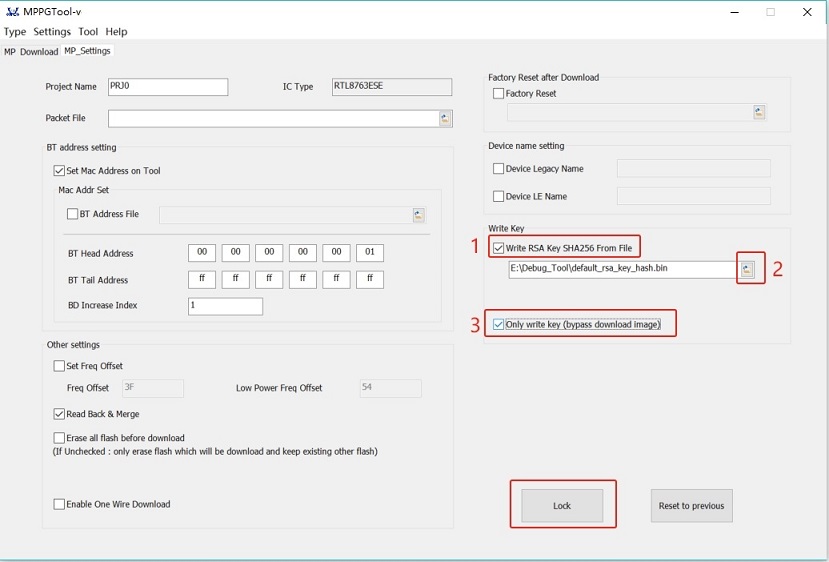 MPPGTool-v
Type Settings Tool Help
MP Download MP_Settings
Project Name PRJ0 IC Type RTL8763ESE
Packet File
BT address setting
Set Mac Address on Tool
Mac Addr Set
BT Address File
BT Head Address 00 00 00 00 00 01
BT Tail Address ff ff ff ff ff ff
BD Increase Index 1
Other settings
Set Freq Offset
Freq Offset 3F Low Power Freq Offset 54
Read Back & Merge
Erase all flash before download
(If Unchecked : only erase flash which will be download and keep existing other flash)
Enable One Wire Download
Factory Reset after Download
Factory Reset
Device name setting
Device Legacy Name
Device LE Name
Write Key
1 Write RSA Key SHA256 From File
E:\Debug_Tool\default_rsa_key_hash.bin 2
3 Only write key (bypass download image)
Lock Reset to previous